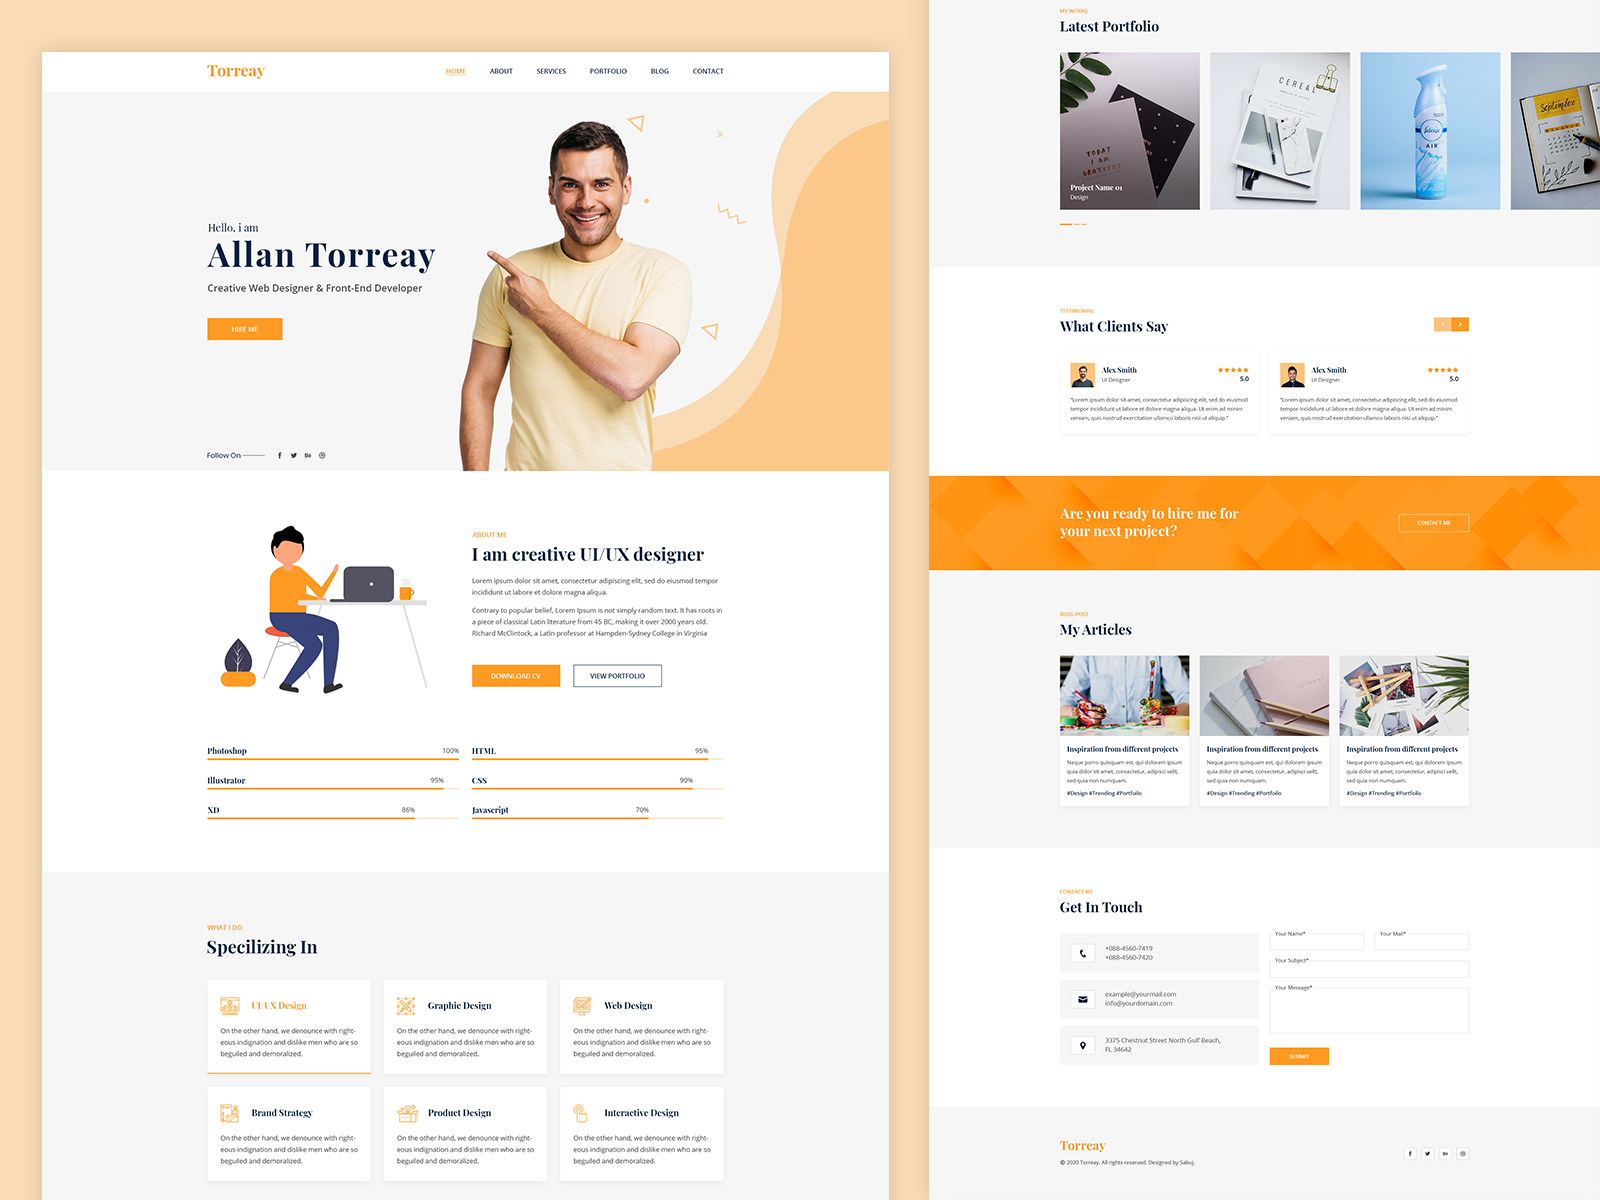 Torreay
HOME ABOUT SERVICES PORTFOLIO BLOG CONTACT
Hello, i am
Allan Torreay
Creative Web Designer & Front-End Developer
HIRE ME
Follow On
ABOUT ME
I am creative UI/UX designer
Lorem ipsum dolor sit amet, consectetur adipiscing elit, sed do eiusmod tempor
incididunt ut labore et dolore magna aliqua.
Contrary to popular belief, Lorem Ipsum is not simply random text. It has roots in
a piece of classical Latin literature from 45 BC, making it over 2000 years old.
Richard McClintock, a Latin professor at Hampden-Sydney College in Virginia
DOWNLOAD CV
VIEW PORTFOLIO
Photoshop 100%
Illustrator 95%
XD 86%
HTML 95%
CSS 90%
Javascript 70%
WHAT I DO
Specilizing In
UI/UX Design
On the other hand, we denounce with right-
eous indignation and dislike men who are so
beguiled and demoralized.
Graphic Design
On the other hand, we denounce with right-
eous indignation and dislike men who are so
beguiled and demoralized.
Web Design
On the other hand, we denounce with right-
eous indignation and dislike men who are so
beguiled and demoralized.
Brand Strategy
On the other hand, we denounce with right-
eous indignation and dislike men who are so
beguiled and demoralized.
Product Design
On the other hand, we denounce with right-
eous indignation and dislike men who are so
beguiled and demoralized.
Interactive Design
On the other hand, we denounce with right-
eous indignation and dislike men who are so
beguiled and demoralized.
MY WORKS
Latest Portfolio
TODAY
I AM
GRATEFUL
Project Name 01
Design
CEREAL
febreze
AIR
September
TESTIMONIAL
What Clients Say
Alex Smith
UI Designer
5.0
"Lorem ipsum dolor sit amet, consectetur adipiscing elit, sed do eiusmod
tempor incididunt ut labore et dolore magna aliqua. Ut enim ad minim
veniam, quis nostrud exercitation ullamco laboris nisi ut aliquip."
Alex Smith
UI Designer
5.0
"Lorem ipsum dolor sit amet, consectetur adipiscing elit, sed do eiusmod
tempor incididunt ut labore et dolore magna aliqua. Ut enim ad minim
veniam, quis nostrud exercitation ullamco laboris nisi ut aliquip."
Are you ready to hire me for
your next project?
CONTACT ME
BLOG POST
My Articles
Inspiration from different projects
Neque porro quisquam est, qui dolorem ipsum
quia dolor sit amet, consectetur, adipisci velit,
sed quia non numquam.
#Design #Trending #Portfoilo
Inspiration from different projects
Neque porro quisquam est, qui dolorem ipsum
quia dolor sit amet, consectetur, adipisci velit,
sed quia non numquam.
#Design #Trending #Portfoilo
Inspiration from different projects
Neque porro quisquam est, qui dolorem ipsum
quia dolor sit amet, consectetur, adipisci velit,
sed quia non numquam.
#Design #Trending #Portfoilo
CONTACT ME
Get In Touch
+088-4560-7419
+088-4560-7420
example@yourmail.com
info@yourdomain.com
3375 Chestnut Street North Gulf Beach,
FL 34642
Your Name*
Your Mail*
Your Subject*
Your Message*
SUBMIT
Torreay
© 2020 Torreay. All rights reserved. Designed by Sabuj.